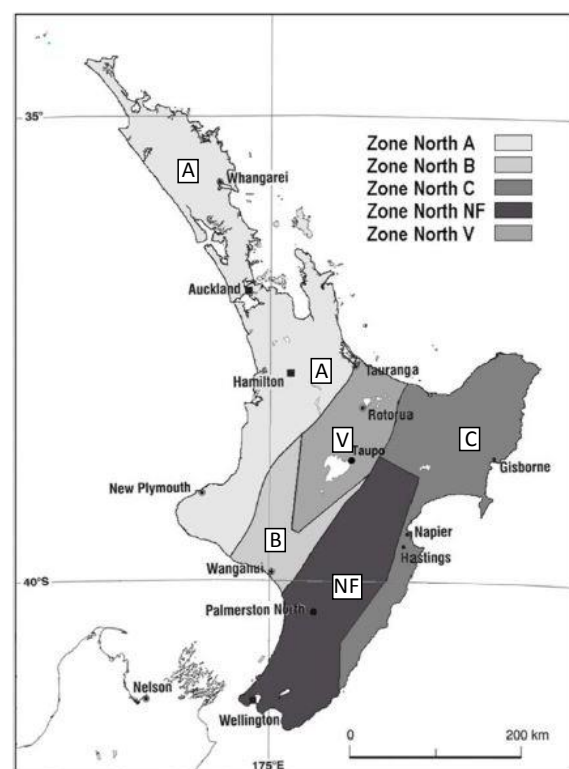 35°
Zone North A
Zone North B
Zone North C
Zone North NF
Zone North V
A
Whangarei
Auckland
A
Hamilton
Tauranga
Rotorua
V
Taupo
C
Gisborne
New Plymouth
B
Napier
Hastings
Wanganui
40°S
NF
Palmerston North
Nelson
Wellington
0
200 km
175°E